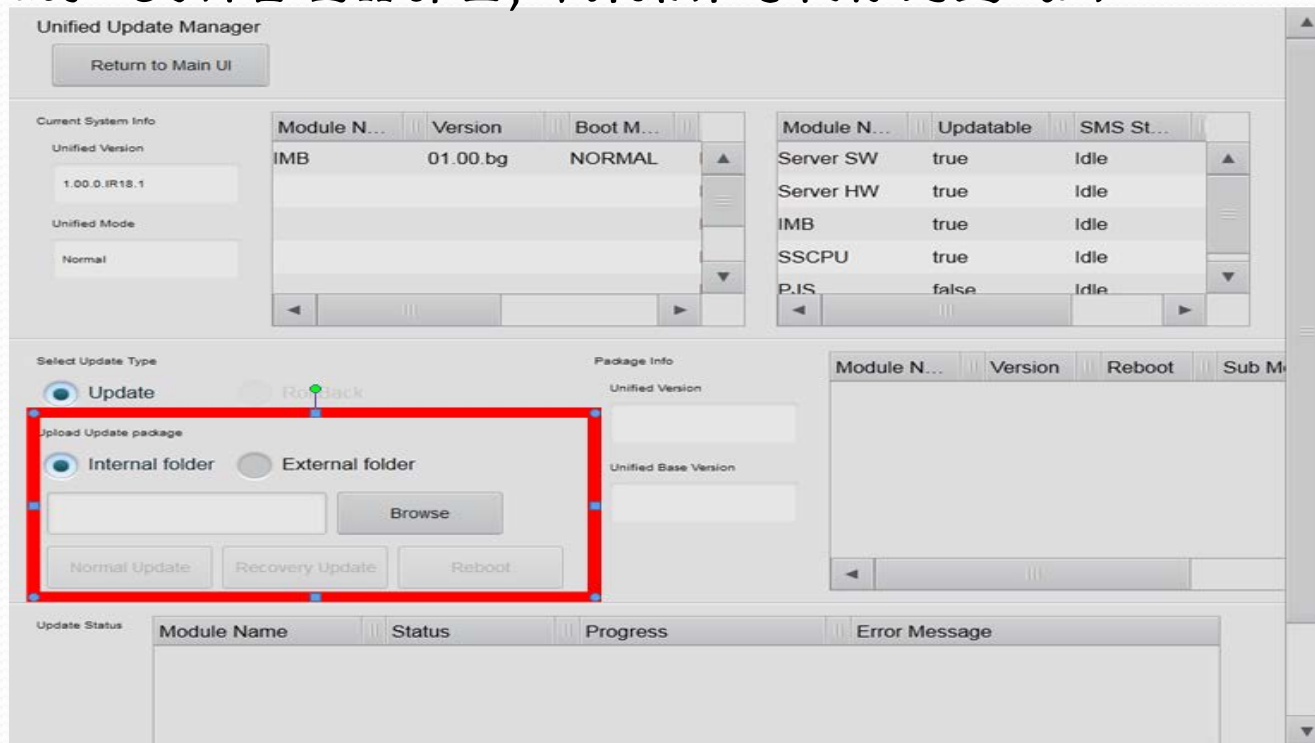 Unified Update Manager
Return to Main UI
Current System Info
Unified Version
1.00.0.IR18.1
Unified Mode
Normal
Module N... Version Boot M...
IMB 01.00.bg NORMAL
Module N... Updatable SMS St...
Server SW true Idle
Server HW true Idle
IMB true Idle
SSCPU true Idle
PJS false Idle
Select Update Type
Update RollBack
Upload Update package
Internal folder External folder
Browse
Normal Update Recovery Update Reboot
Package Info
Unified Version
Unified Base Version
Module N... Version Reboot Sub Mo
Update Status
Module Name Status Progress Error Message